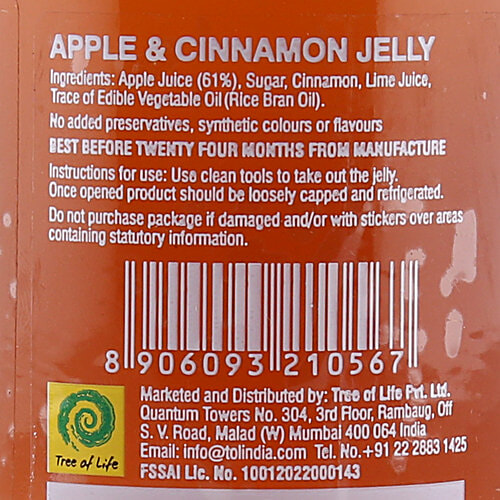 APPLE & CINNAMON JELLY
Ingredients: Apple Juice (61%), Sugar, Cinnamon, Lime Juice,
Trace of Edible Vegetable Oil (Rice Bran Oil).
No added preservatives, synthetic colours or flavours
BEST BEFORE TWENTY FOUR MONTHS FROM MANUFACTURE
Instructions for use: Use clean tools to take out the jelly.
Once opened product should be loosely capped and refrigerated.
Do not purchase package if damaged and/or with stickers over areas
containing statutory information.
8 906093 210567
Marketed and Distributed by: Tree of Life Pvt. Ltd.
Quantum Towers No. 304, 3rd Floor, Rambaug, Off
S. V. Road, Malad (W) Mumbai 400 064 India
Email: info@tolindia.com Tel. No.+91 22 2883 1425
FSSAI Lic. No. 10012022000143
Tree of Life